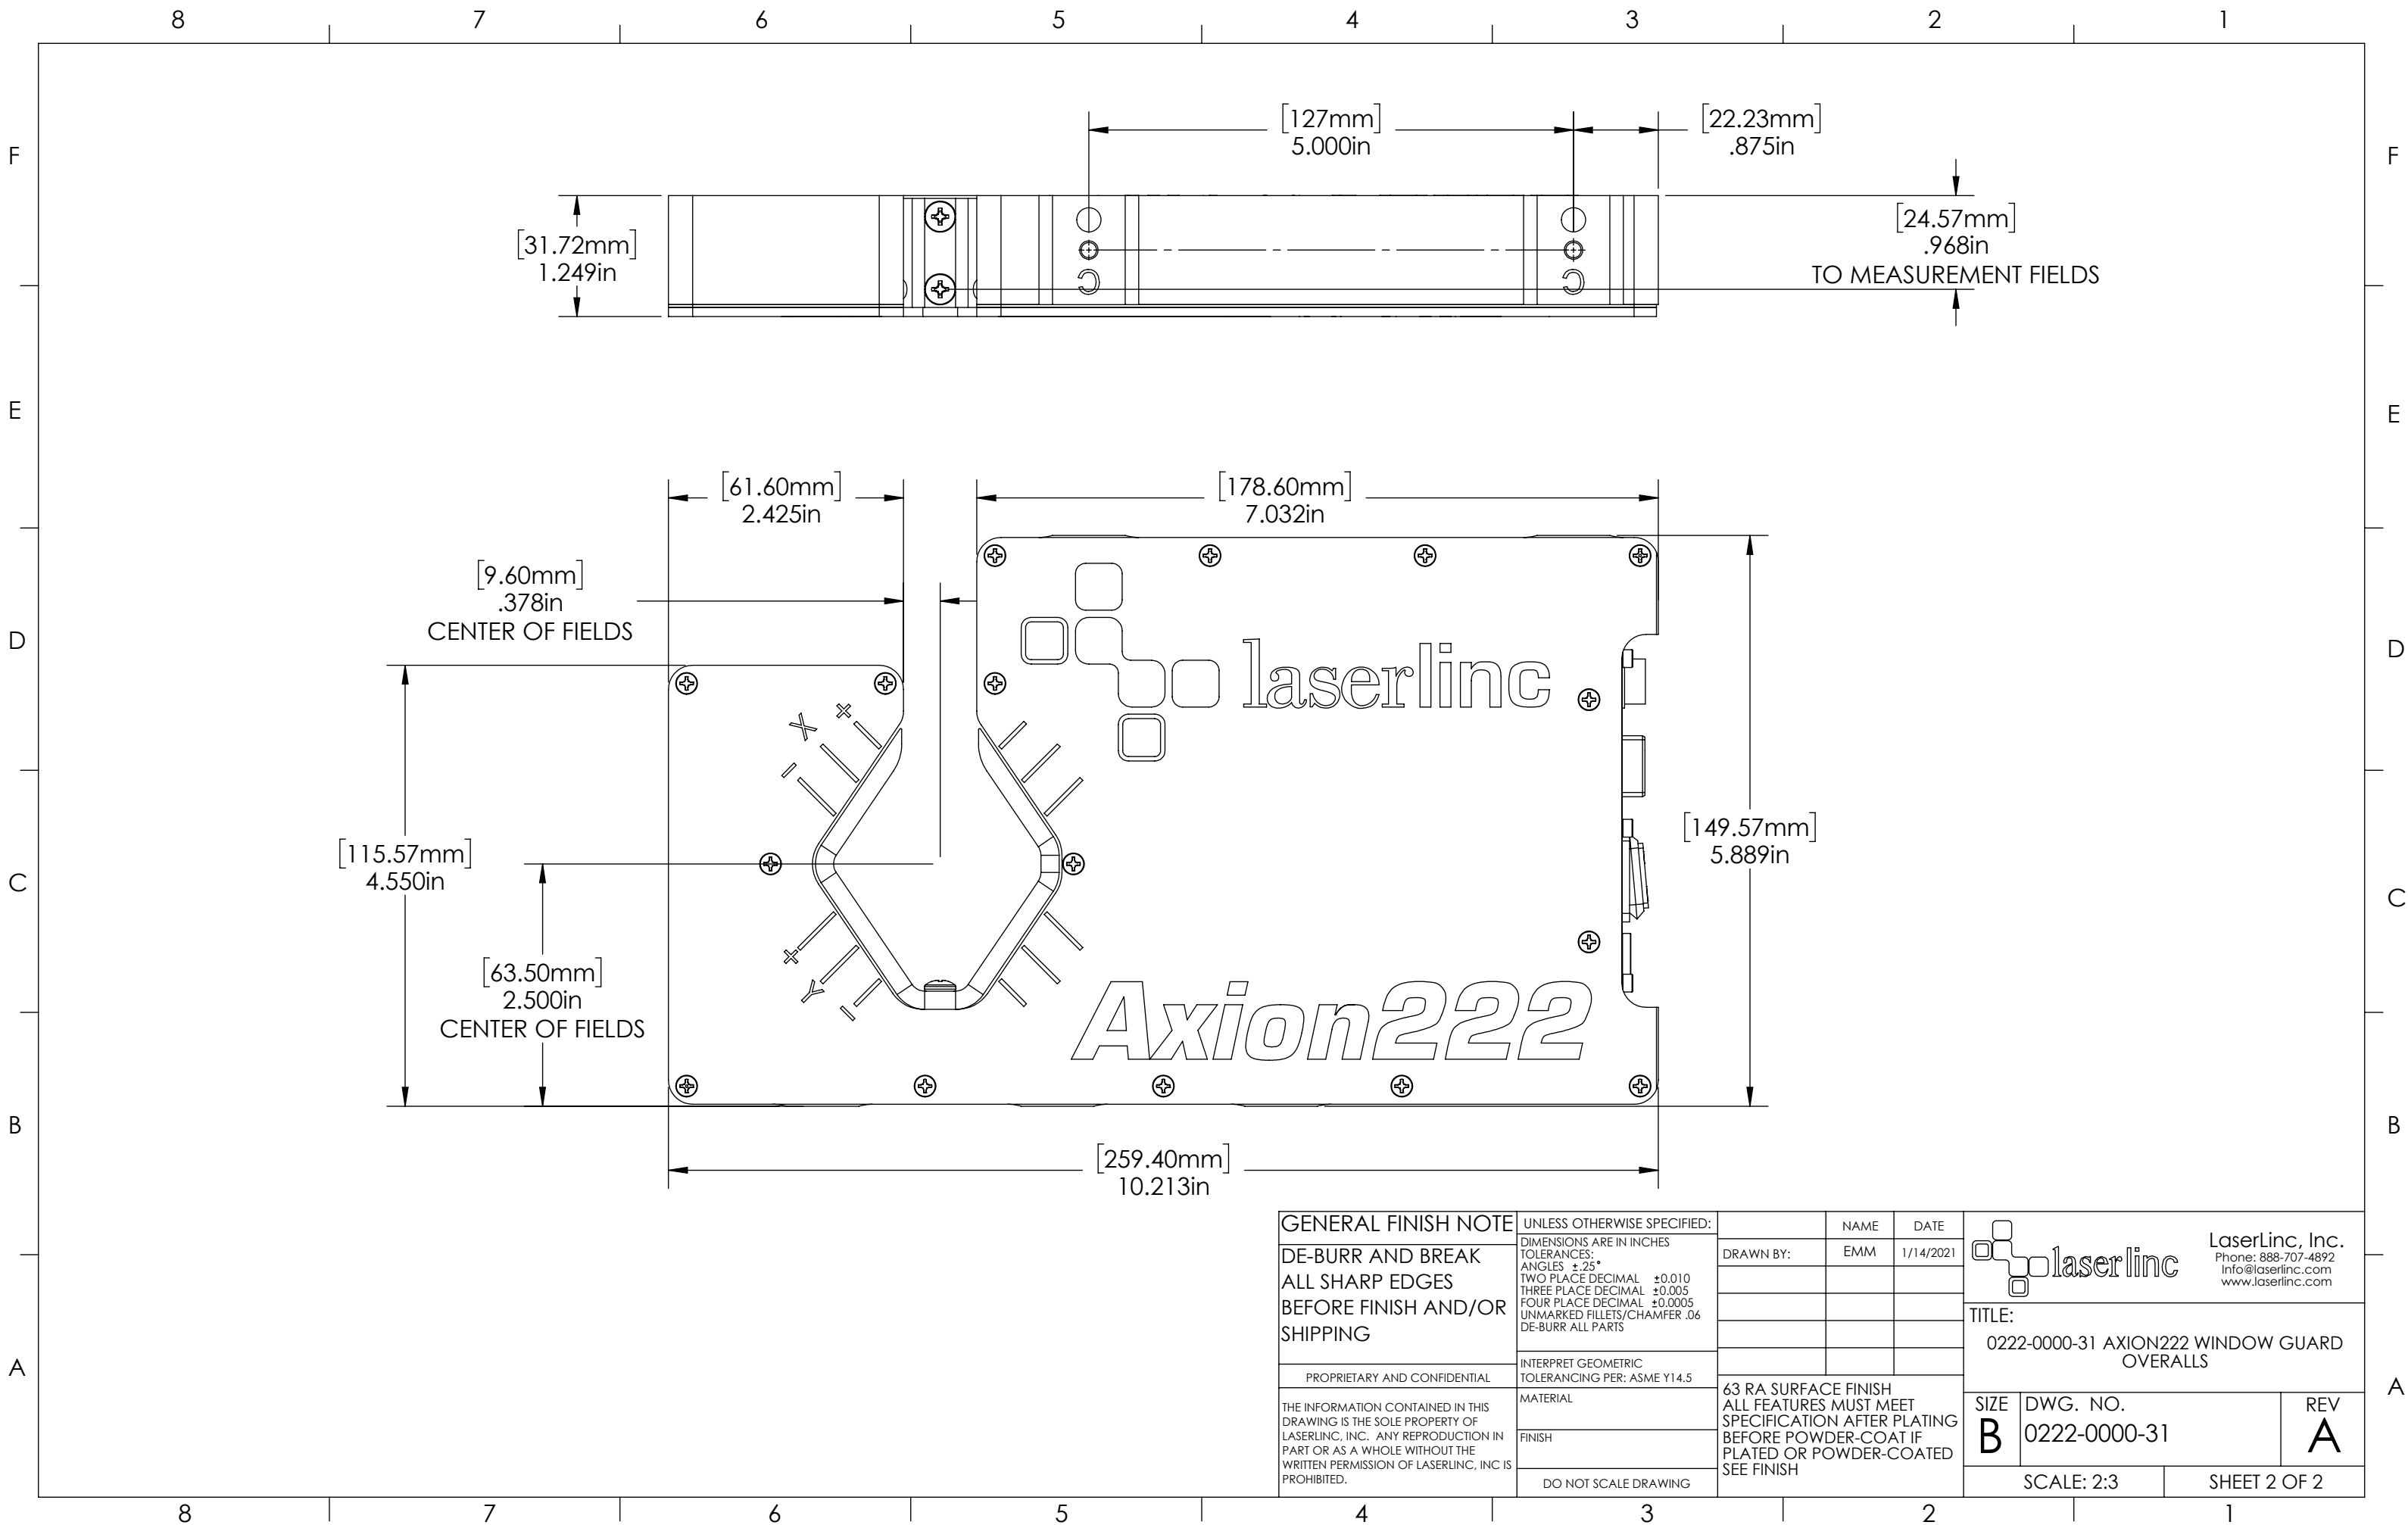 8 7 6 5 4 3 2 1
F F
E E
D D
C C
B B
A A
[127mm]
5.000in
[22.23mm]
.875in
[31.72mm]
1.249in
[24.57mm]
.968in
TO MEASUREMENT FIELDS
C C
[61.60mm]
2.425in
[178.60mm]
7.032in
[9.60mm]
.378in
CENTER OF FIELDS
laserlinc
+
X
-
[115.57mm]
4.550in
[149.57mm]
5.889in
[63.50mm]
2.500in
CENTER OF FIELDS
+
Y
-
Axion222
[259.40mm]
10.213in
GENERAL FINISH NOTE
DE-BURR AND BREAK
ALL SHARP EDGES
BEFORE FINISH AND/OR
SHIPPING
PROPRIETARY AND CONFIDENTIAL
THE INFORMATION CONTAINED IN THIS
DRAWING IS THE SOLE PROPERTY OF
LASERLINC, INC. ANY REPRODUCTION IN
PART OR AS A WHOLE WITHOUT THE
WRITTEN PERMISSION OF LASERLINC, INC IS
PROHIBITED.
UNLESS OTHERWISE SPECIFIED:
DIMENSIONS ARE IN INCHES
TOLERANCES:
ANGLES ±.25°
TWO PLACE DECIMAL ±0.010
THREE PLACE DECIMAL ±0.005
FOUR PLACE DECIMAL ±0.0005
UNMARKED FILLETS/CHAMFER .06
DE-BURR ALL PARTS
INTERPRET GEOMETRIC
TOLERANCING PER: ASME Y14.5
MATERIAL
FINISH
DO NOT SCALE DRAWING
NAME DATE
DRAWN BY: EMM 1/14/2021
63 RA SURFACE FINISH
ALL FEATURES MUST MEET
SPECIFICATION AFTER PLATING
BEFORE POWDER-COAT IF
PLATED OR POWDER-COATED
SEE FINISH
laserlinc
LaserLinc, Inc.
Phone: 888-707-4892
Info@laserlinc.com
www.laserlinc.com
TITLE:
0222-0000-31 AXION222 WINDOW GUARD
OVERALLS
SIZE
B
DWG. NO.
0222-0000-31
REV
A
SCALE: 2:3
SHEET 2 OF 2
8 7 6 5 4 3 2 1